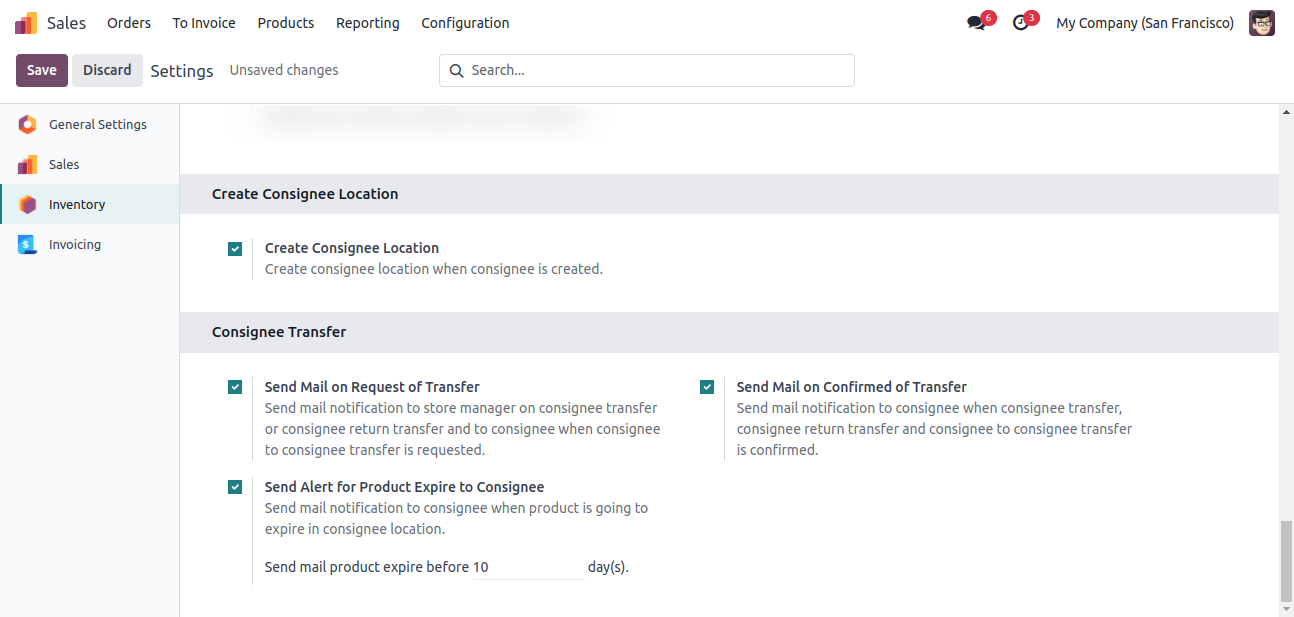 Sales Orders To Invoice Products Reporting Configuration 6 3 My Company (San Francisco)
Save Discard Settings Unsaved changes Search...
General Settings
Sales
Inventory
Invoicing
Create Consignee Location
Create Consignee Location
Create consignee location when consignee is created.
Consignee Transfer
Send Mail on Request of Transfer
Send mail notification to store manager on consignee transfer
or consignee return transfer and to consignee when consignee
to consignee transfer is requested.
Send Mail on Confirmed of Transfer
Send mail notification to consignee when consignee transfer,
consignee return transfer and consignee to consignee transfer
is confirmed.
Send Alert for Product Expire to Consignee
Send mail notification to consignee when product is going to
expire in consignee location.
Send mail product expire before 10 day(s).